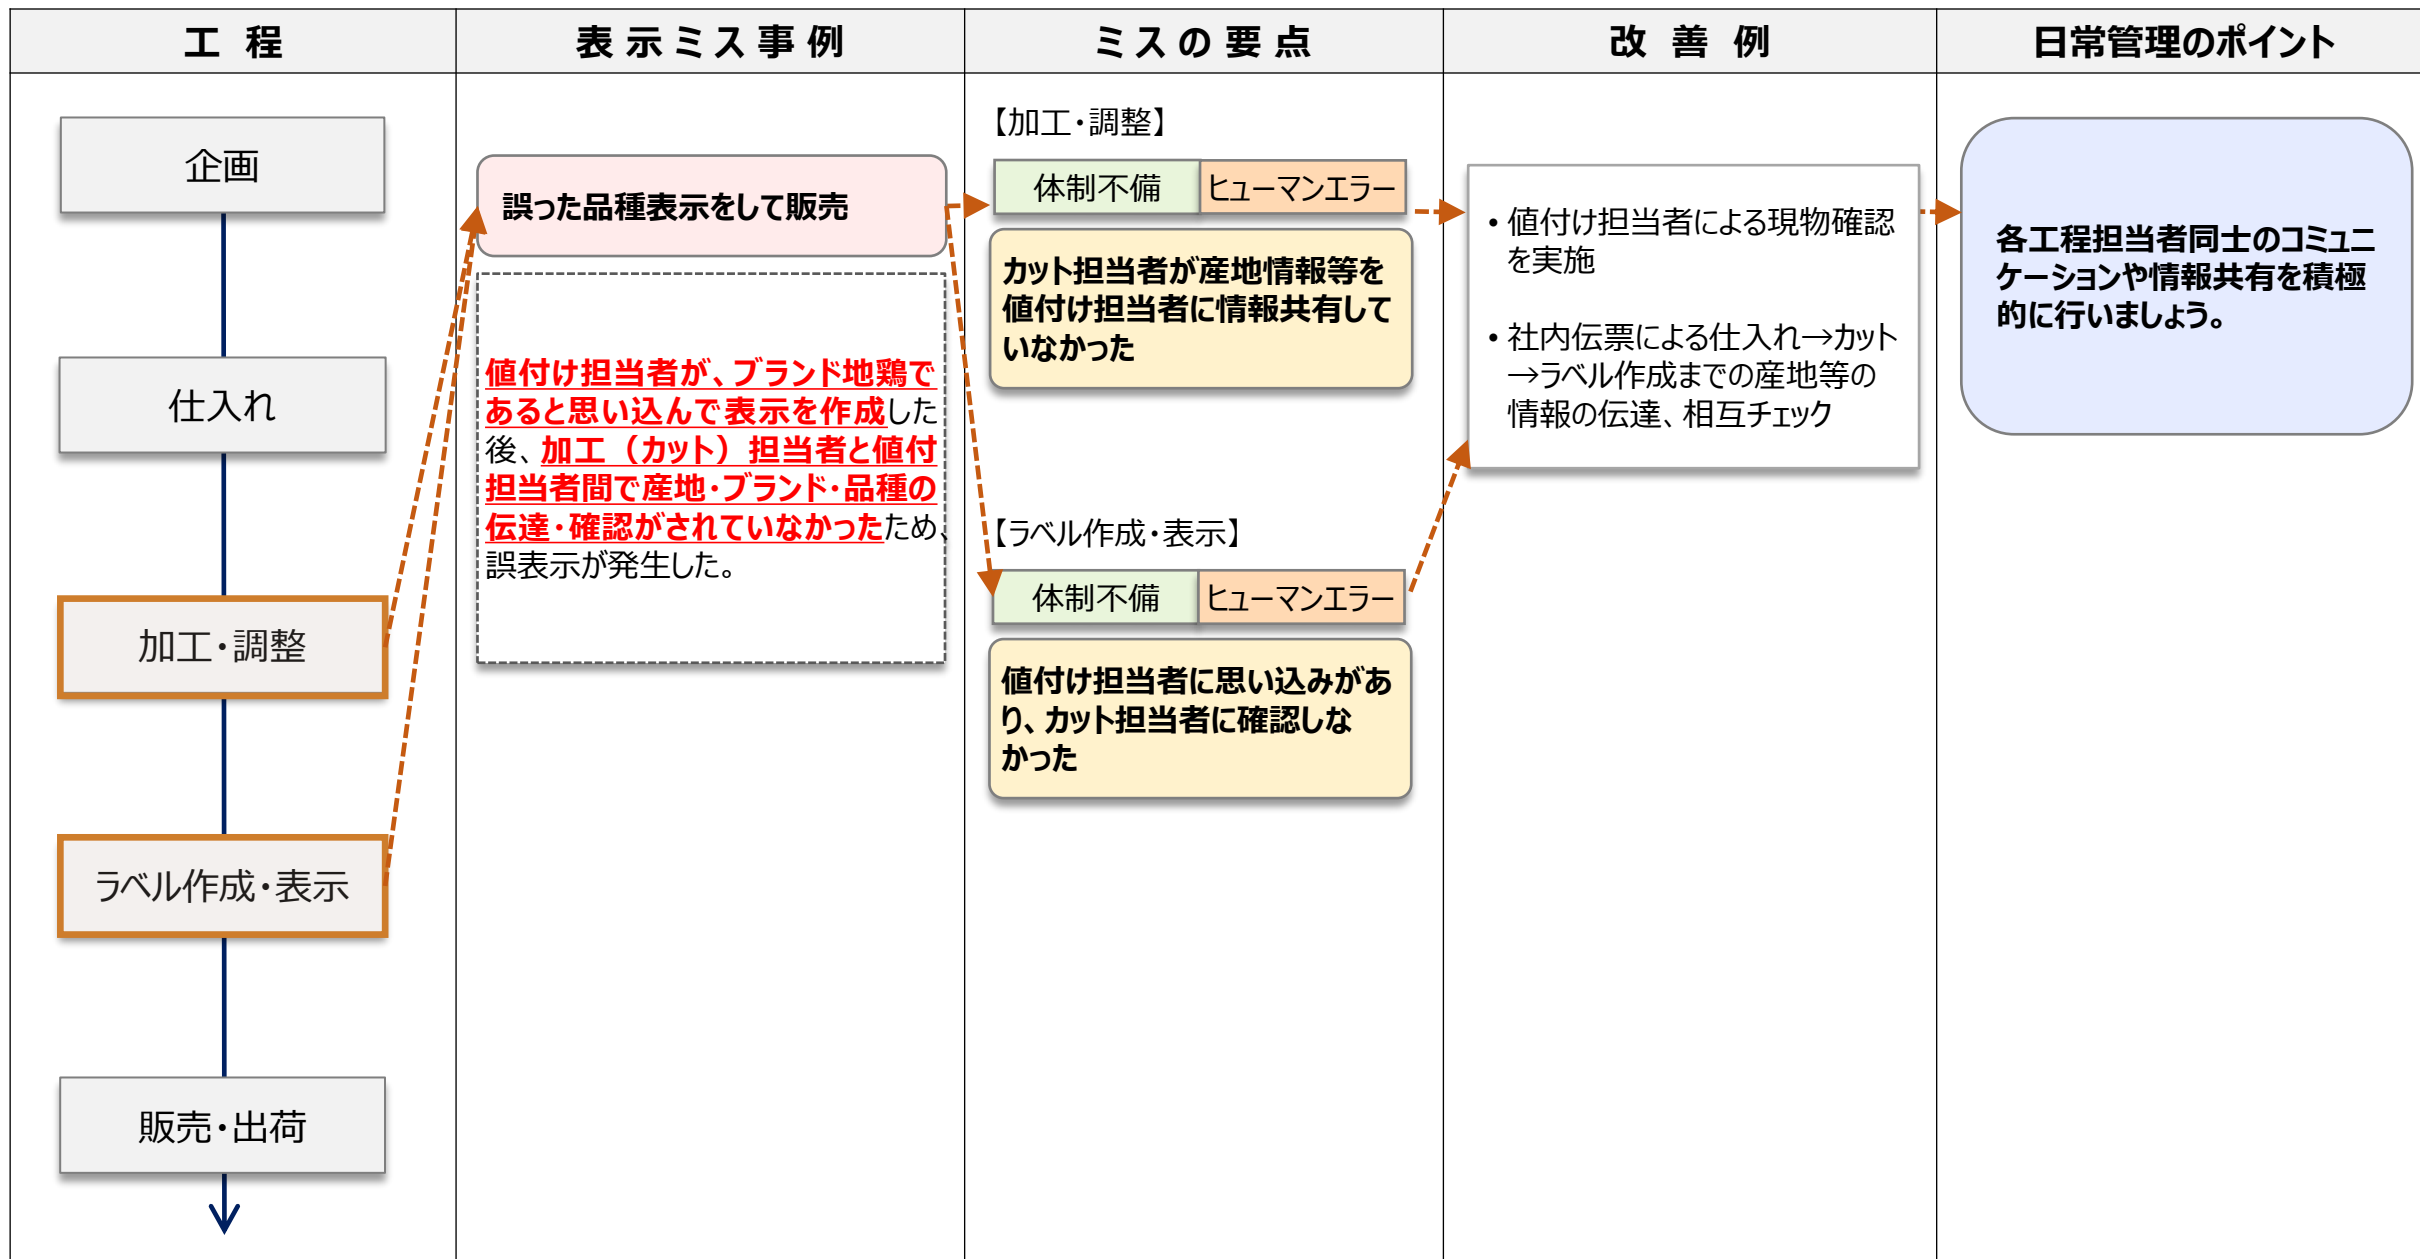 工 程
表 示 ミ ス 事 例
ミ ス の 要 点
改 善 例
日常管理のポイント
企画
仕入れ
加工・調整
ラベル作成・表示
販売・出荷
誤った品種表示をして販売
値付け担当者が、ブランド地鶏で
あると思い込んで表示を作成した
後、加工（カット）担当者と値付
担当者間で産地・ブランド・品種の
伝達・確認がされていなかったため、
誤表示が発生した。
【加工・調整】
体制不備 ヒューマンエラー
カット担当者が産地情報等を
値付け担当者に情報共有して
いなかった
【ラベル作成・表示】
体制不備 ヒューマンエラー
値付け担当者に思い込みがあ
り、カット担当者に確認しな
かった
• 値付け担当者による現物確認
を実施
• 社内伝票による仕入れ→カット
→ラベル作成までの産地等の
情報の伝達、相互チェック
各工程担当者同士のコミュニ
ケーションや情報共有を積極
的に行いましょう。